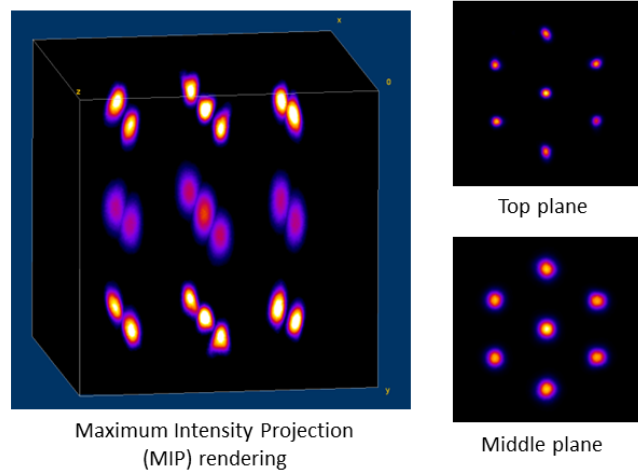 x
z
0
y
Maximum Intensity Projection
(MIP) rendering
Top plane
Middle plane